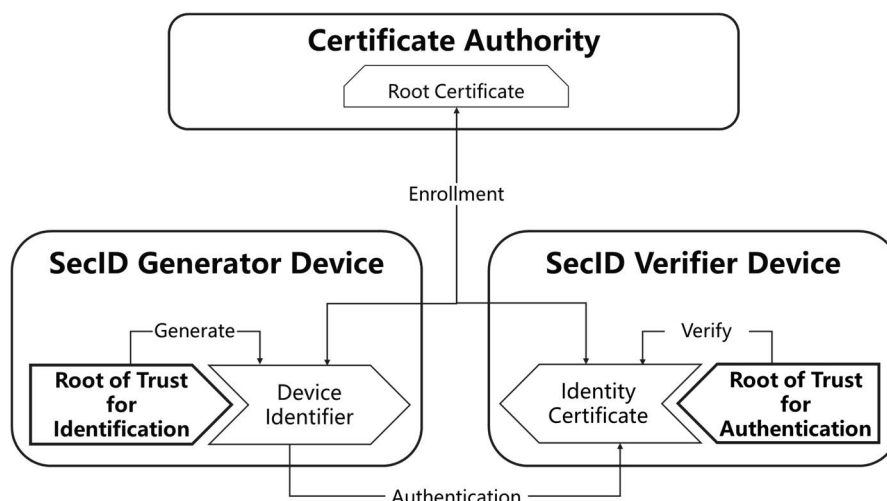 Certificate Authority
Root Certificate
Enrollment
SecID Generator Device
SecID Verifier Device
Generate
Verify
Root of Trust
for
Identification
Device
Identifier
Identity
Certificate
Root of Trust
for
Authentication
Authentication